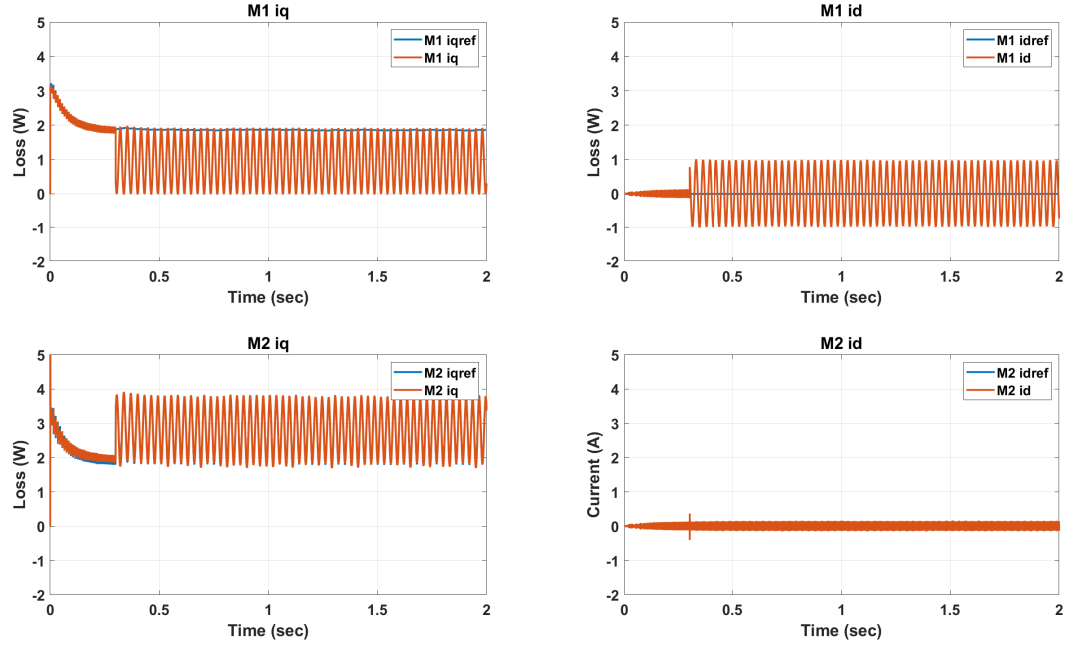 M1 iq
5
4
3
2
1
0
-1
-2
Loss (W)
M1 iqref
M1 iq
0
0.5
1
1.5
2
Time (sec)
M1 id
5
4
3
2
1
0
-1
-2
Loss (W)
M1 idref
M1 id
0
0.5
1
1.5
2
Time (sec)
M2 iq
5
4
3
2
1
0
-1
-2
Loss (W)
M2 iqref
M2 iq
0
0.5
1
1.5
2
Time (sec)
M2 id
5
4
3
2
1
0
-1
-2
Current (A)
M2 idref
M2 id
0
0.5
1
1.5
2
Time (sec)